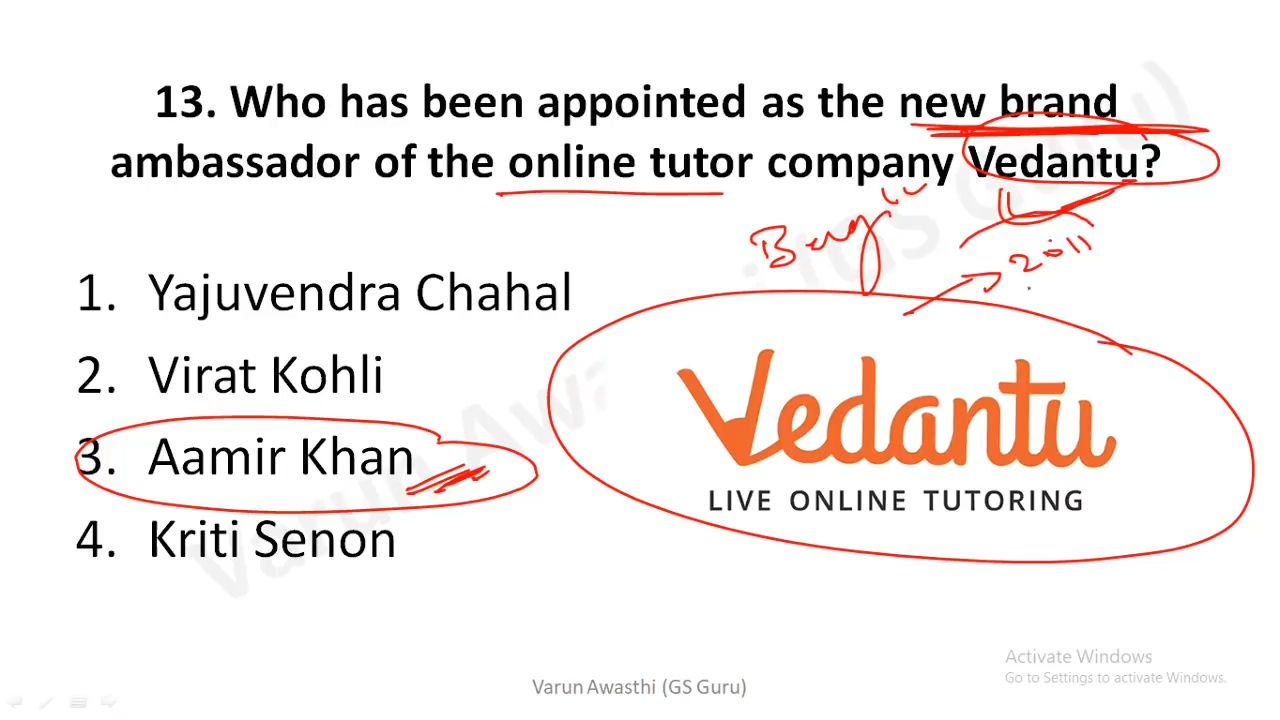 13. Who has been appointed as the new brand
ambassador of the online tutor company Vedantu?
2011
1. Yajuvendra Chahal
2. Virat Kohli
3. Aamir Khan
4. Kriti Senon
Vedantu
LIVE ONLINE TUTORING
Activate Windows
Go to Settings to activate Windows.
Varun Awasthi (GS Guru)